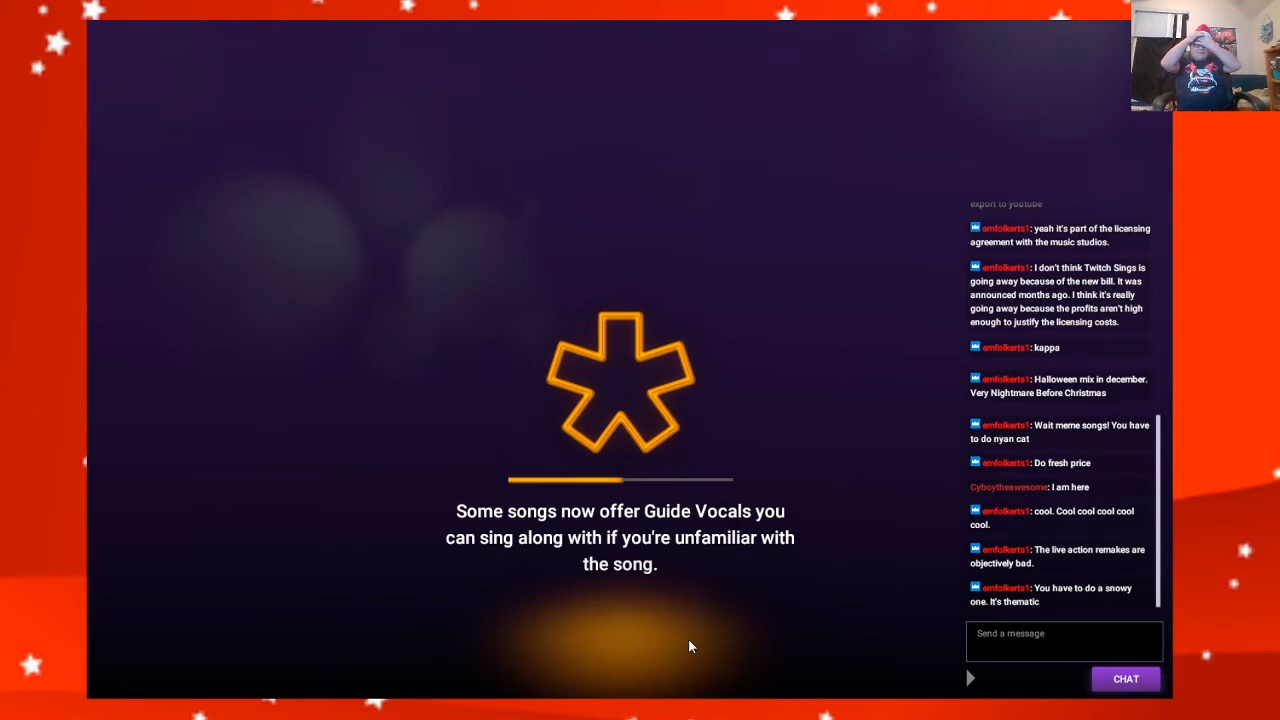 export to youtube
emfolkerts1: yeah it's part of the licensing
agreement with the music studios.
emfolkerts1: I don't think Twitch Sings is
going away because of the new bill. It was
announced months ago. I think it's really
going away because the profits aren't high
enough to justify the licensing costs.
emfolkerts1: kappa
emfolkerts1: Halloween mix in december.
Very Nightmare Before Christmas
emfolkerts1: Wait meme songs! You have
to do nyan cat
emfolkerts1: Do fresh price
Cyboytheawesome: I am here
emfolkerts1: cool. Cool cool cool cool
cool.
emfolkerts1: The live action remakes are
objectively bad.
emfolkerts1: You have to do a snowy
one. It's thematic
Send a message
CHAT
Some songs now offer Guide Vocals you
can sing along with if you're unfamiliar with
the song.